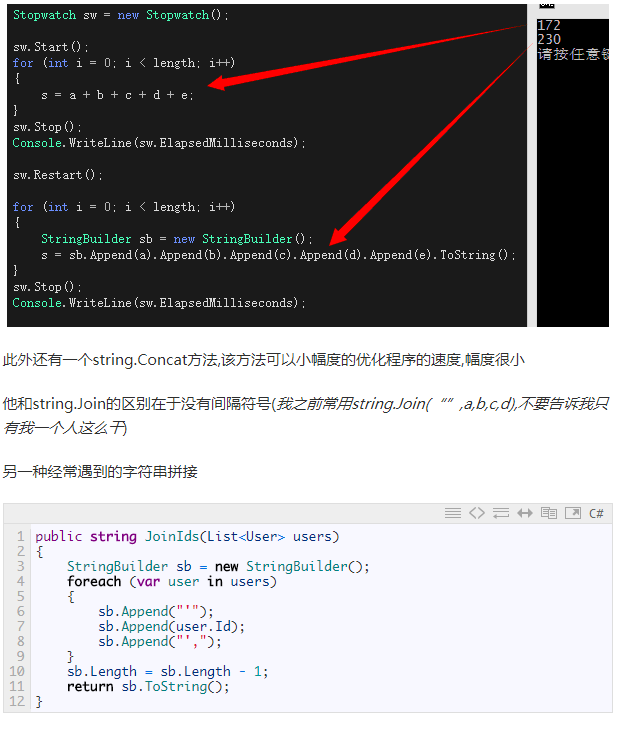 Stopwatch sw = new Stopwatch();
sw.Start();
for (int i = 0; i < length; i++)
{
s = a + b + c + d + e;
}
sw.Stop();
Console.WriteLine(sw.ElapsedMilliseconds);
sw.Restart();
for (int i = 0; i < length; i++)
{
StringBuilder sb = new StringBuilder();
s = sb.Append(a).Append(b).Append(c).Append(d).Append(e).ToString();
}
sw.Stop();
Console.WriteLine(sw.ElapsedMilliseconds);
172
230
请按任意键
此外还有一个string.Concat方法,该方法可以小幅度的优化程序的速度,幅度很小
他和string.Join的区别在于没有间隔符号(我之前常用string.Join(“”,a,b,c,d),不要告诉我只
有我一个人这么干)
另一种经常遇到的字符串拼接
C#
1 public string JoinIds(List<User> users)
2 {
3 StringBuilder sb = new StringBuilder();
4 foreach (var user in users)
5 {
6 sb.Append("'");
7 sb.Append(user.Id);
8 sb.Append("',");
9 }
10 sb.Length = sb.Length - 1;
11 return sb.ToString();
12 }